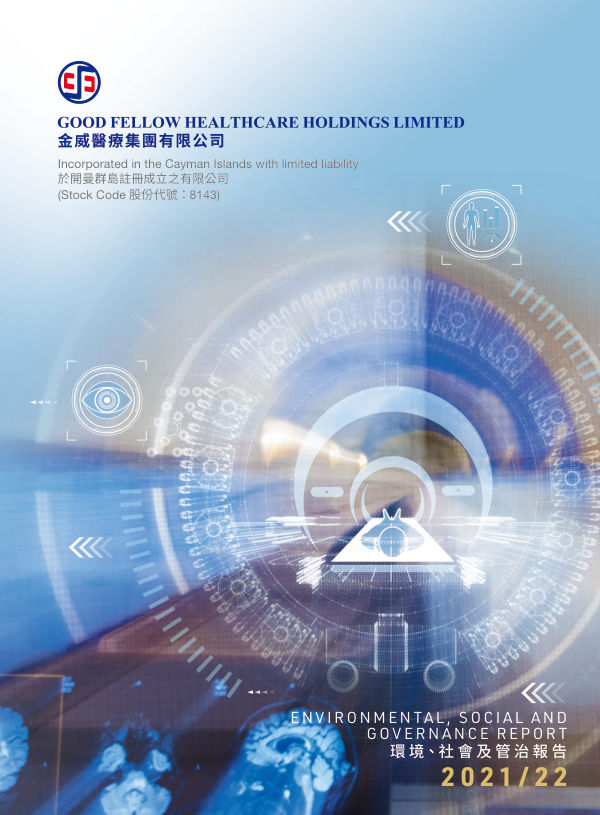 GOOD FELLOW HEALTHCARE HOLDINGS LIMITED
金威醫療集團有限公司
Incorporated in the Cayman Islands with limited liability
於開曼群島註冊成立之有限公司
(Stock Code 股份代號：8143)
ENVIRONMENTAL, SOCIAL AND
GOVERNANCE REPORT
環境、社會及管治報告
2021/22